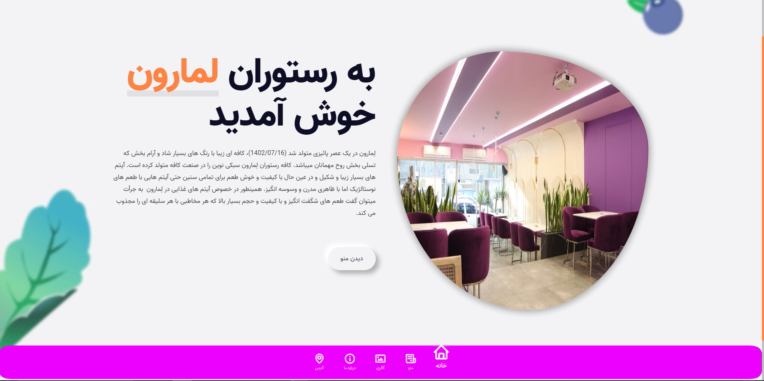 به رستوران لمارون
خوش آمدید
لِمارون در یک عصر پائیزی متولد شد (1402/07/16)، کافه ای زیبا با رنگ های بسیار شاد و آرام بخش که
تسلی بخش روح مهمانان میباشد. کافه رستوران لِمارون سبکی نوین را در صنعت کافه متولد کرده است. آیتم
های بسیار زیبا و شکیل و در عین حال با کیفیت و خوش طعم برای تمامی سنین حتی آیتم هایی با طعم های
نوستالژیک اما با ظاهری مدرن و وسوسه انگیز. همینطور در خصوص آیتم های غذایی در لِمارون به جرأت
میتوان گفت طعم های شگفت انگیز و با کیفیت و حجم بسیار بالا که هر مخاطبی با هر سلیقه ای را مجذوب
می کند.
دیدن منو
خانه منو گالری درباره ما آدرس